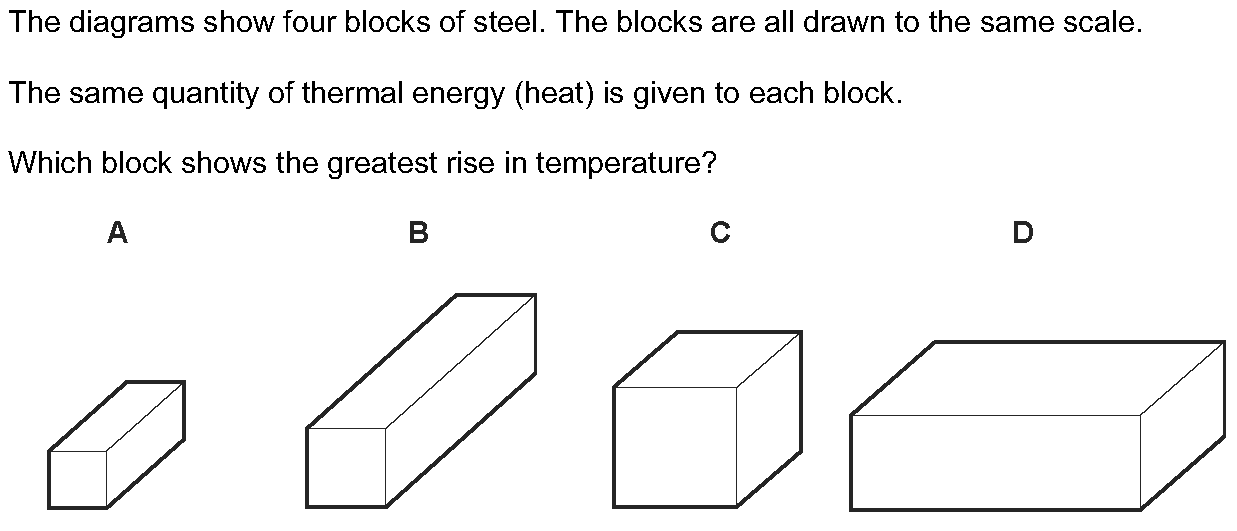 The diagrams show four blocks of steel. The blocks are all drawn to the same scale.
The same quantity of thermal energy (heat) is given to each block.
Which block shows the greatest rise in temperature?
A B C D